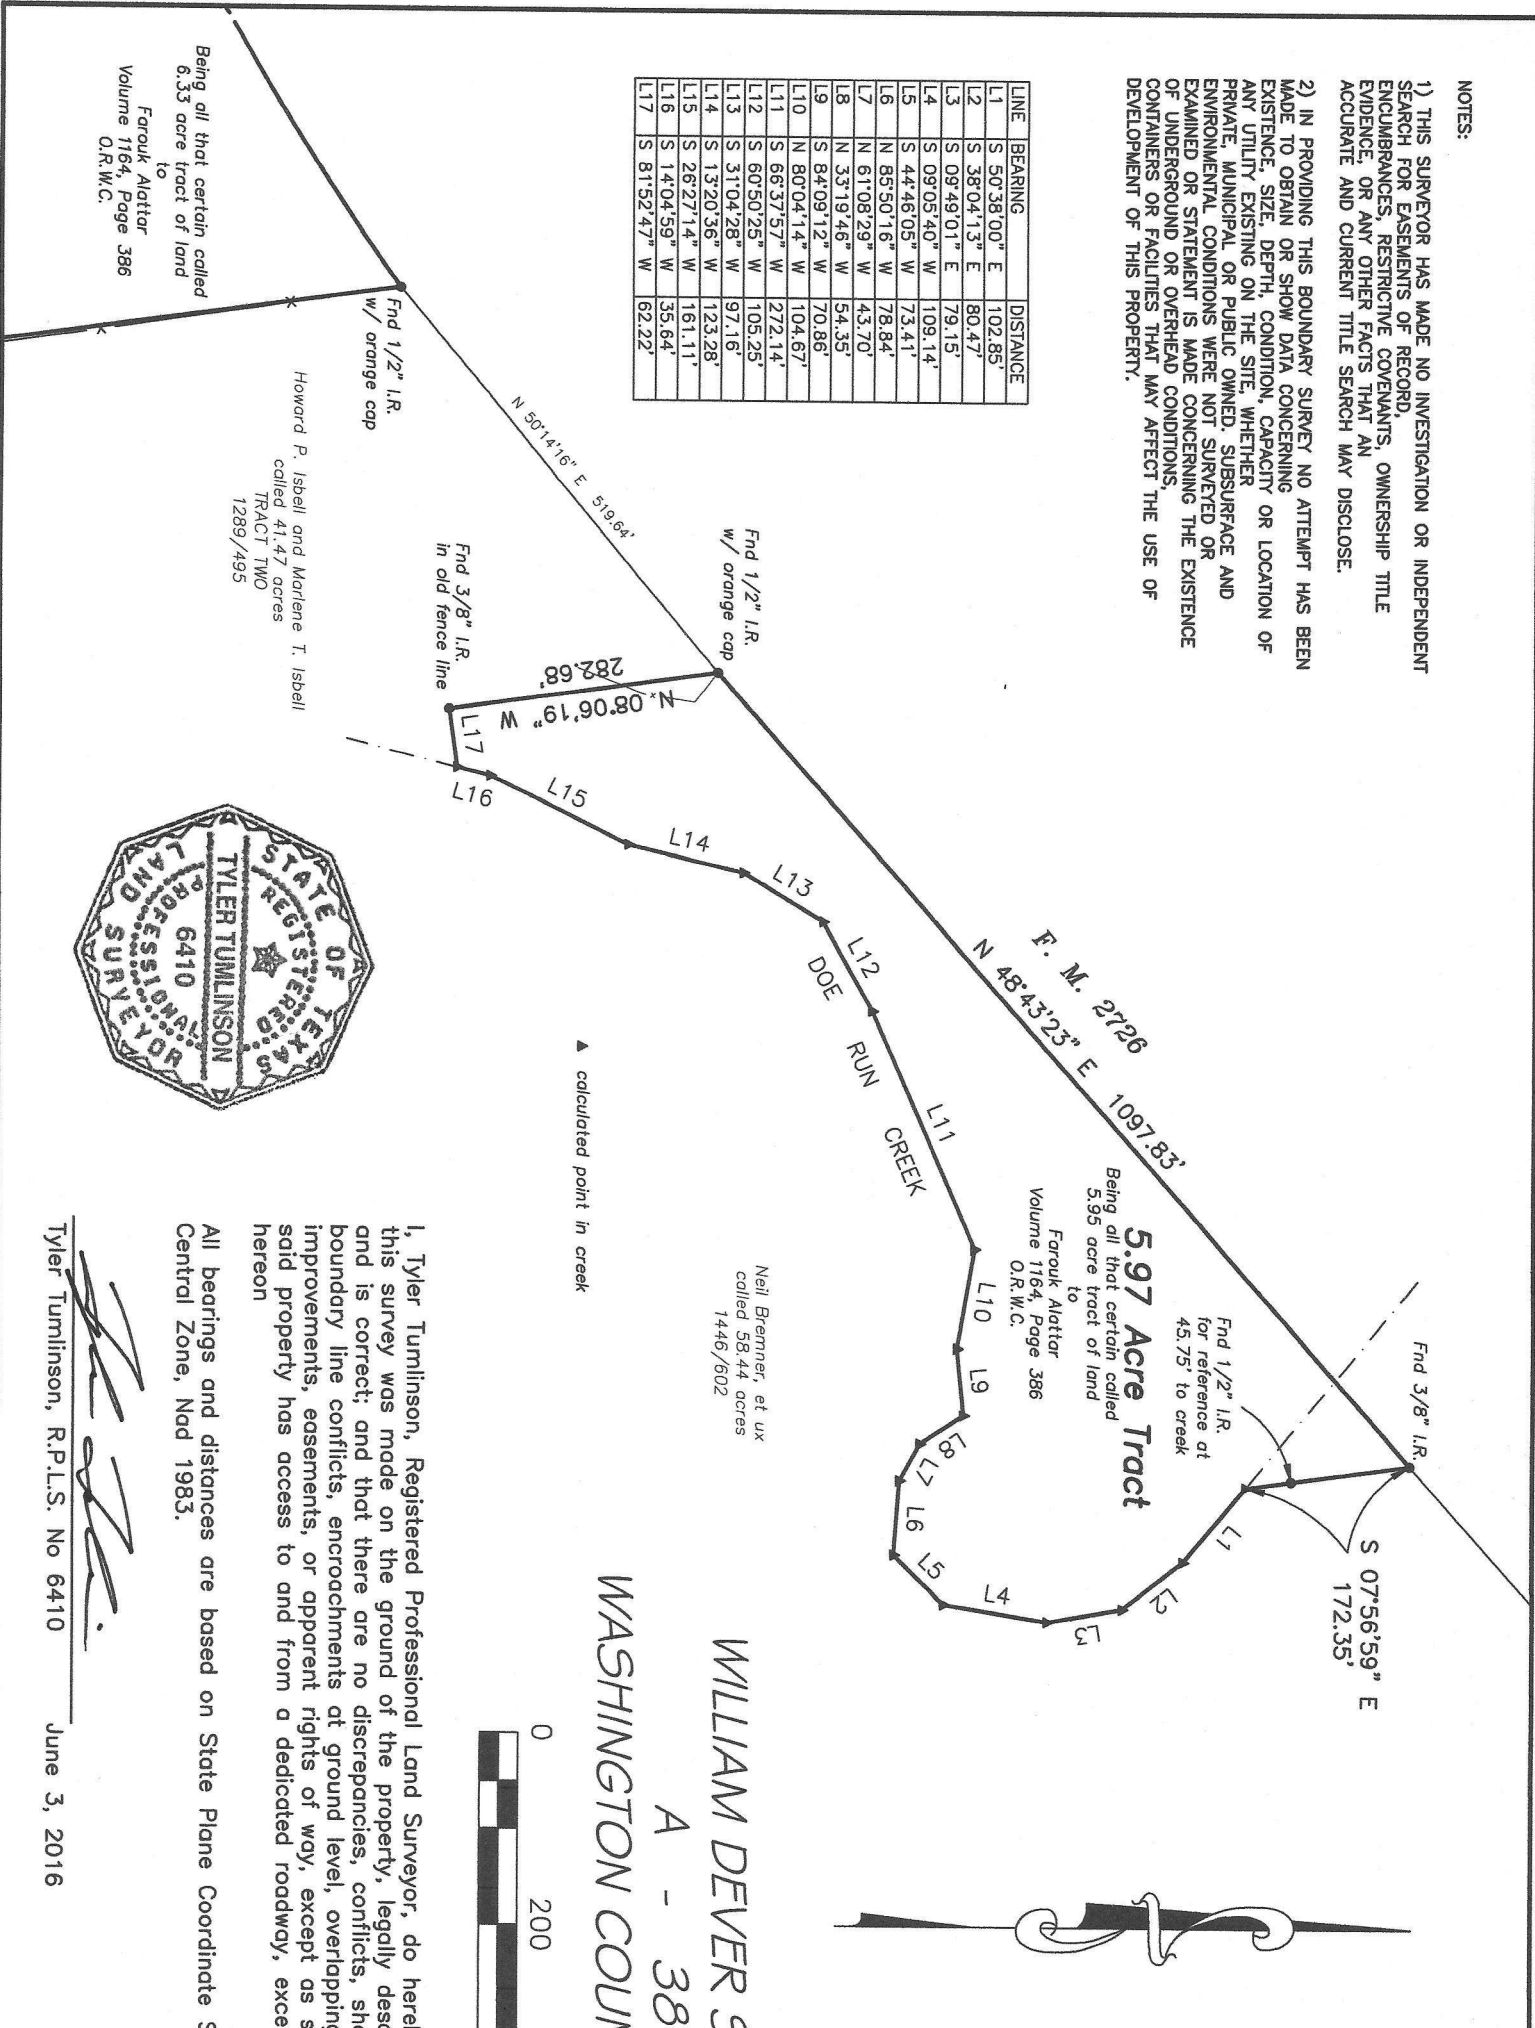 NOTES:
1) THIS SURVEYOR HAS MADE NO INVESTIGATION OR INDEPENDENT
SEARCH FOR EASEMENTS OF RECORD,
ENCUMBRANCES, RESTRICTIVE COVENANTS, OWNERSHIP TITLE
EVIDENCE, OR ANY OTHER FACTS THAT AN
ACCURATE AND CURRENT TITLE SEARCH MAY DISCLOSE.
2) IN PROVIDING THIS BOUNDARY SURVEY NO ATTEMPT HAS BEEN
MADE TO OBTAIN OR SHOW DATA CONCERNING
EXISTENCE, SIZE, DEPTH, CONDITION, CAPACITY OR LOCATION OF
ANY UTILITY EXISTING ON THE SITE, WHETHER
PRIVATE, MUNICIPAL OR PUBLIC OWNED. SUBSURFACE AND
ENVIRONMENTAL CONDITIONS WERE NOT SURVEYED OR
EXAMINED OR STATEMENT IS MADE CONCERNING THE EXISTENCE
OF UNDERGROUND OR OVERHEAD CONDITIONS,
CONTAINERS OR FACILITIES THAT MAY AFFECT THE USE OF
DEVELOPMENT OF THIS PROPERTY.
LINE BEARING DISTANCE
L1 S 50°38'00" E 102.85'
L2 S 38°04'13" E 80.47'
L3 S 09°49'01" E 79.15'
L4 S 09°05'40" W 109.14'
L5 S 44°46'05" W 73.41'
L6 N 85°50'16" W 78.84'
L7 N 61°08'29" W 43.70'
L8 N 33°19'46" W 54.35'
L9 S 84°09'12" W 70.86'
L10 N 80°04'14" W 104.67'
L11 S 66°37'57" W 272.14'
L12 S 60°50'25" W 105.25'
L13 S 31°04'28" W 97.16'
L14 S 13°20'36" W 123.28'
L15 S 26°27'14" W 161.11'
L16 S 14°04'59" W 35.64'
L17 S 81°52'47" W 62.22'
Being all that certain called
6.33 acre tract of land
to
Farouk Alattar
Volume 1164, Page 386
O.R.W.C.
Fnd 1/2" I.R.
w/ orange cap
N 50°14'16" E 519.64'
Howard P. Isbell and Marlene T. Isbell
called 41.47 acres
TRACT TWO
1289/495
Fnd 1/2" I.R.
w/ orange cap
Fnd 3/8" I.R.
in old fence line
N 08°06'19" W
282.68'
F. M. 2726
N 48°43'23" E 1097.83'
Fnd 3/8" I.R.
S 07°56'59" E
172.35'
Fnd 1/2" I.R.
for reference at
45.75' to creek
5.97 Acre Tract
Being all that certain called
5.95 acre tract of land
to
Farouk Alattar
Volume 1164, Page 386
O.R.W.C.
L1
L2
L3
L4
L5
L6
L7
L8
L9
L10
L11
L12
L13
L14
L15
L16
L17
DOE RUN CREEK
Neil Bremner, et ux
called 58.44 acres
1446/602
▲ calculated point in creek
STATE OF TEXAS
REGISTERED
TYLER TUMLINSON
6410
PROFESSIONAL
LAND SURVEYOR
WILLIAM DEVER S
A - 38
WASHINGTON COUN
0 200
I, Tyler Tumlinson, Registered Professional Land Surveyor, do hereb
this survey was made on the ground of the property, legally desc
and is correct; and that there are no discrepancies, conflicts, sho
boundary line conflicts, encroachments at ground level, overlapping
improvements, easements, or apparent rights of way, except as s
said property has access to and from a dedicated roadway, exce
hereon
All bearings and distances are based on State Plane Coordinate S
Central Zone, Nad 1983.
Tyler Tumlinson, R.P.L.S. No 6410 June 3, 2016